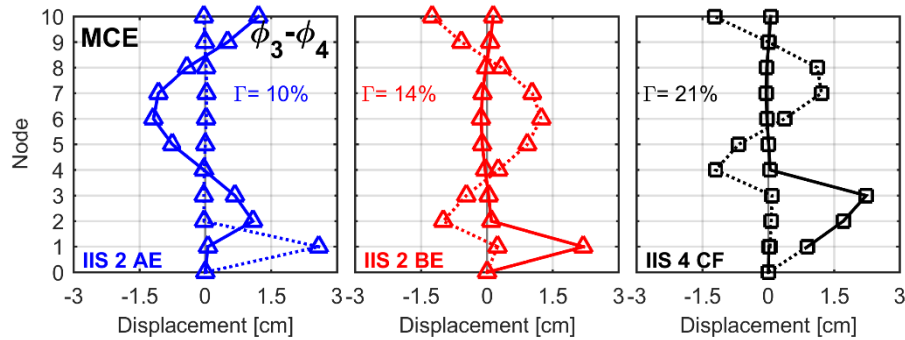 MCE
ϕ3-ϕ4
Γ= 10%
IIS 2 AE
Γ= 14%
IIS 2 BE
Γ= 21%
IIS 4 CF
Node
10
9
8
7
6
5
4
3
2
1
0
-3 -1.5 0 1.5 3
-3 -1.5 0 1.5 3
-3 -1.5 0 1.5 3
Displacement [cm]
Displacement [cm]
Displacement [cm]